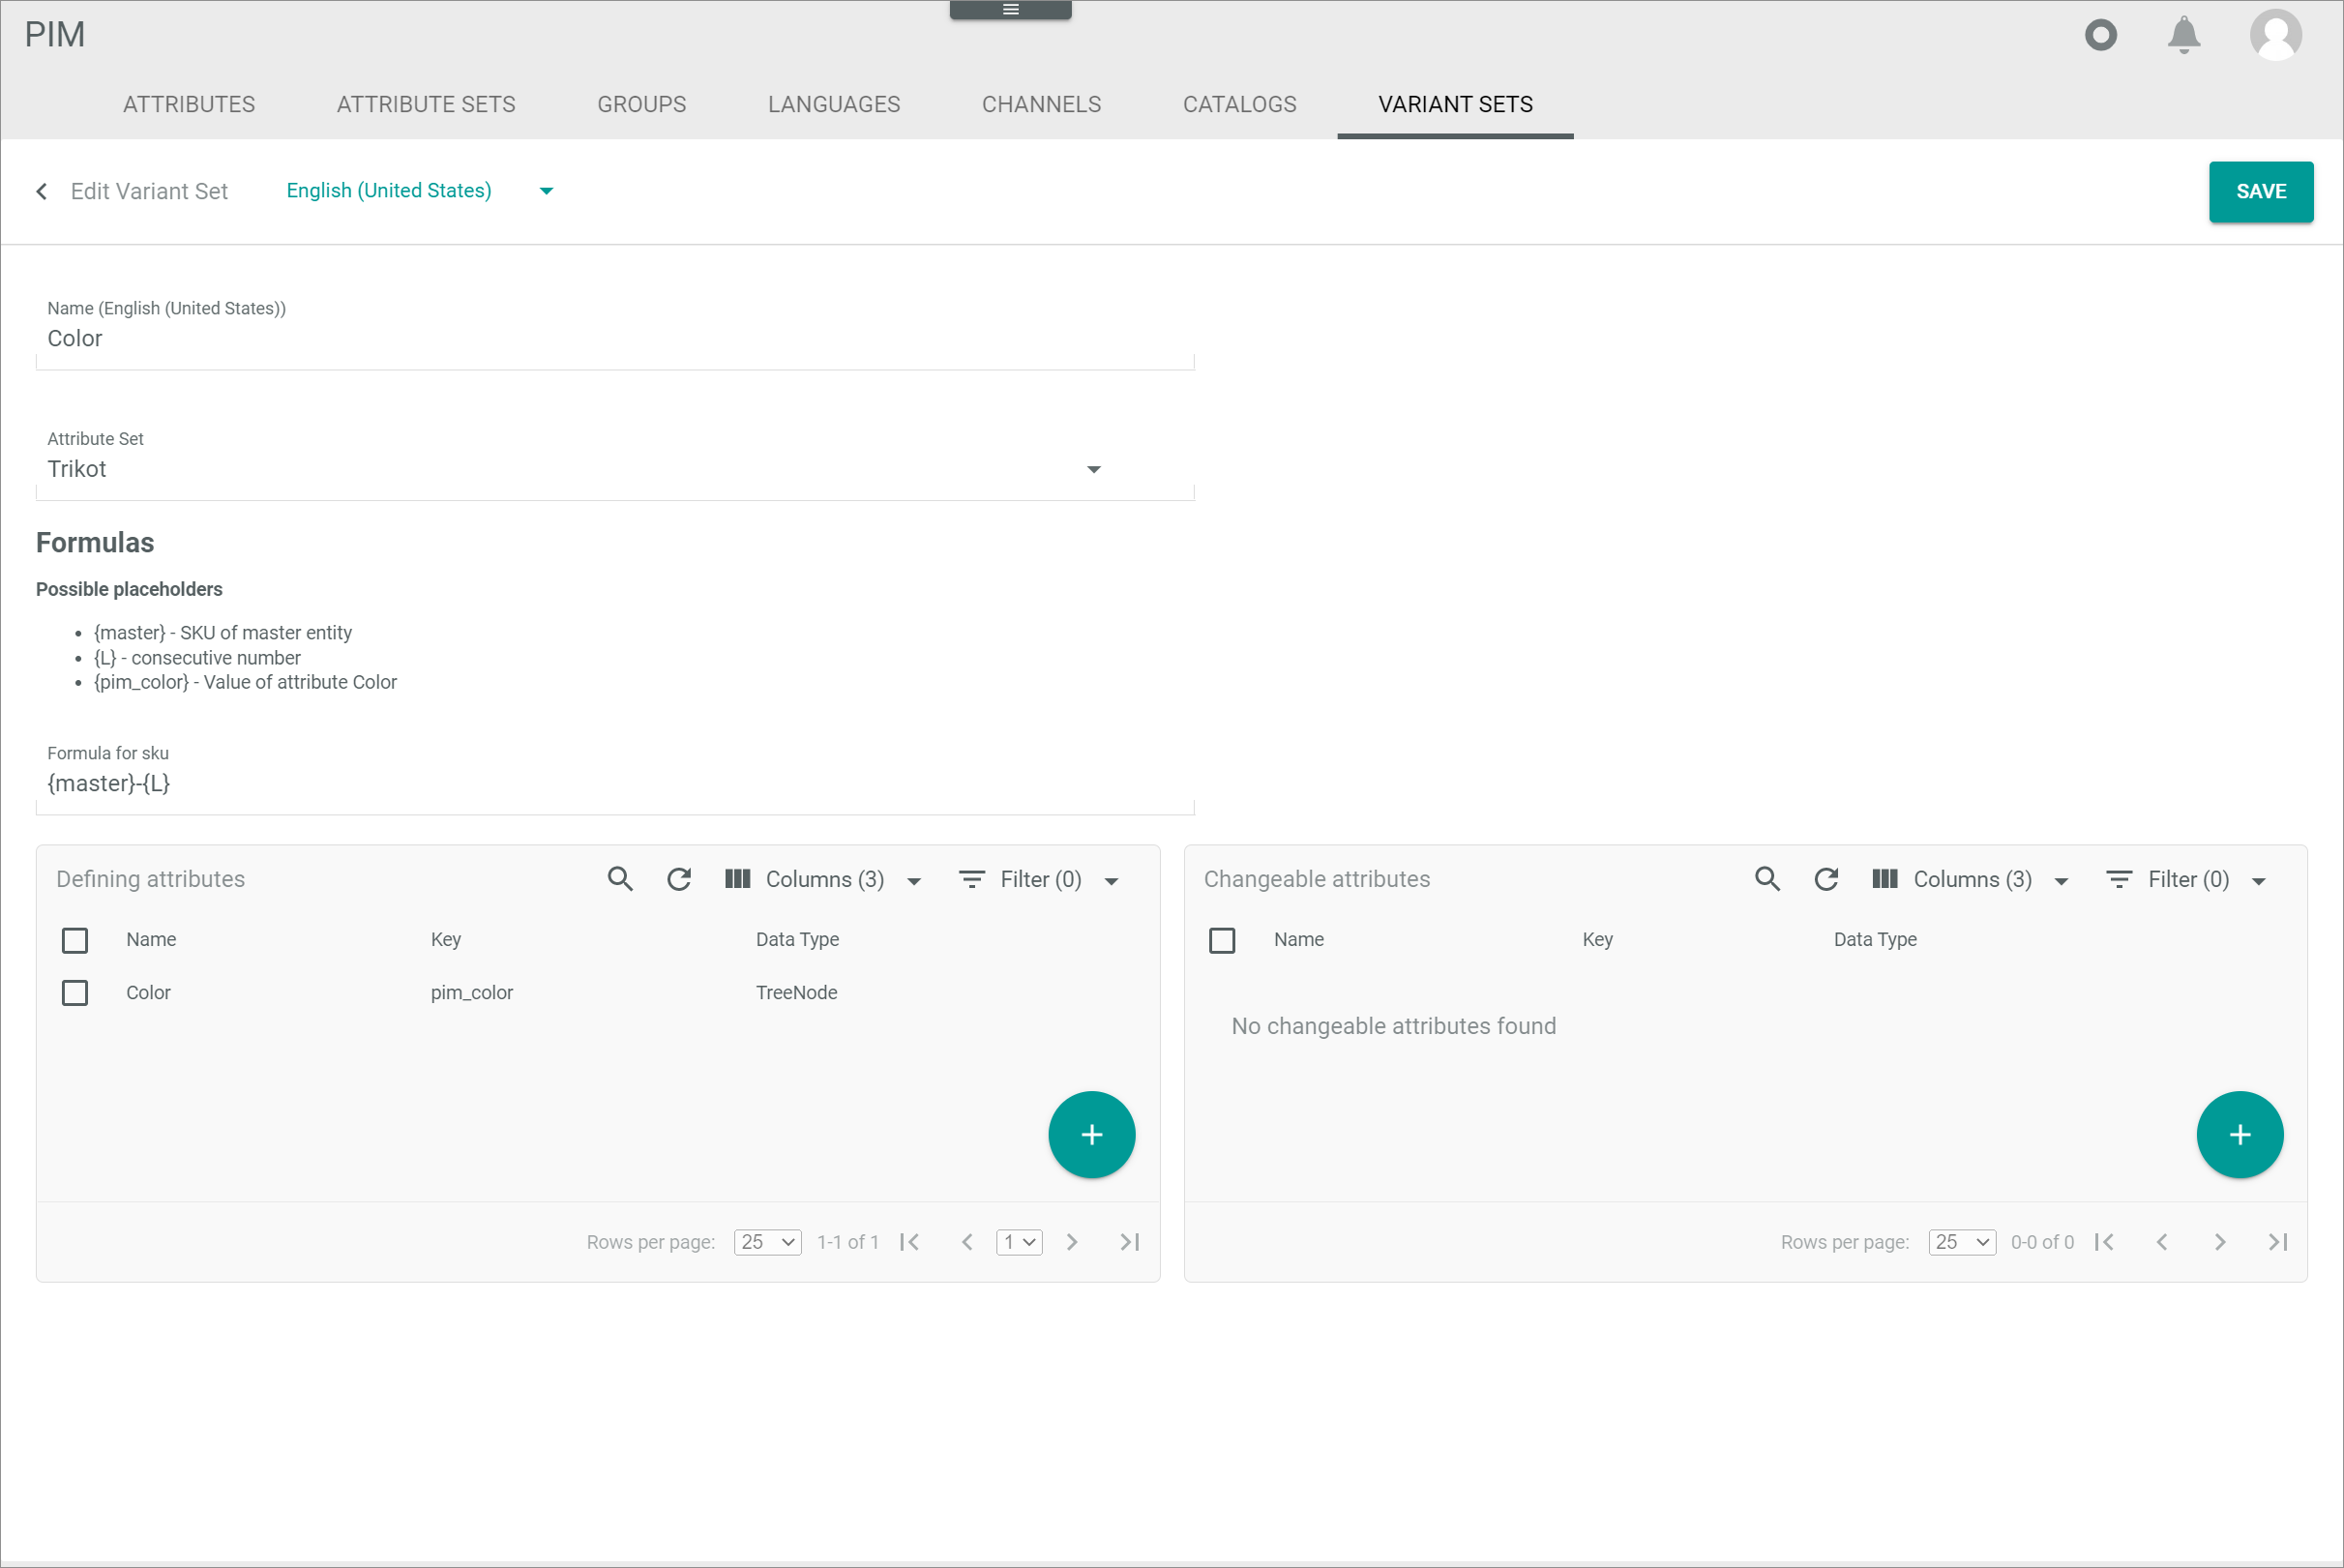 PIM
ATTRIBUTES ATTRIBUTE SETS GROUPS LANGUAGES CHANNELS CATALOGS VARIANT SETS
Edit Variant Set English (United States) SAVE
Name (English (United States))
Color
Attribute Set
Trikot
Formulas
Possible placeholders
• {master} - SKU of master entity
• {L} - consecutive number
• {pim_color} - Value of attribute Color
Formula for sku
{master}-{L}
Defining attributes Columns (3) Filter (0)
Name Key Data Type
Color pim_color TreeNode
Rows per page: 25 1-1 of 1 1
Changeable attributes Columns (3) Filter (0)
Name Key Data Type
No changeable attributes found
Rows per page: 25 0-0 of 0